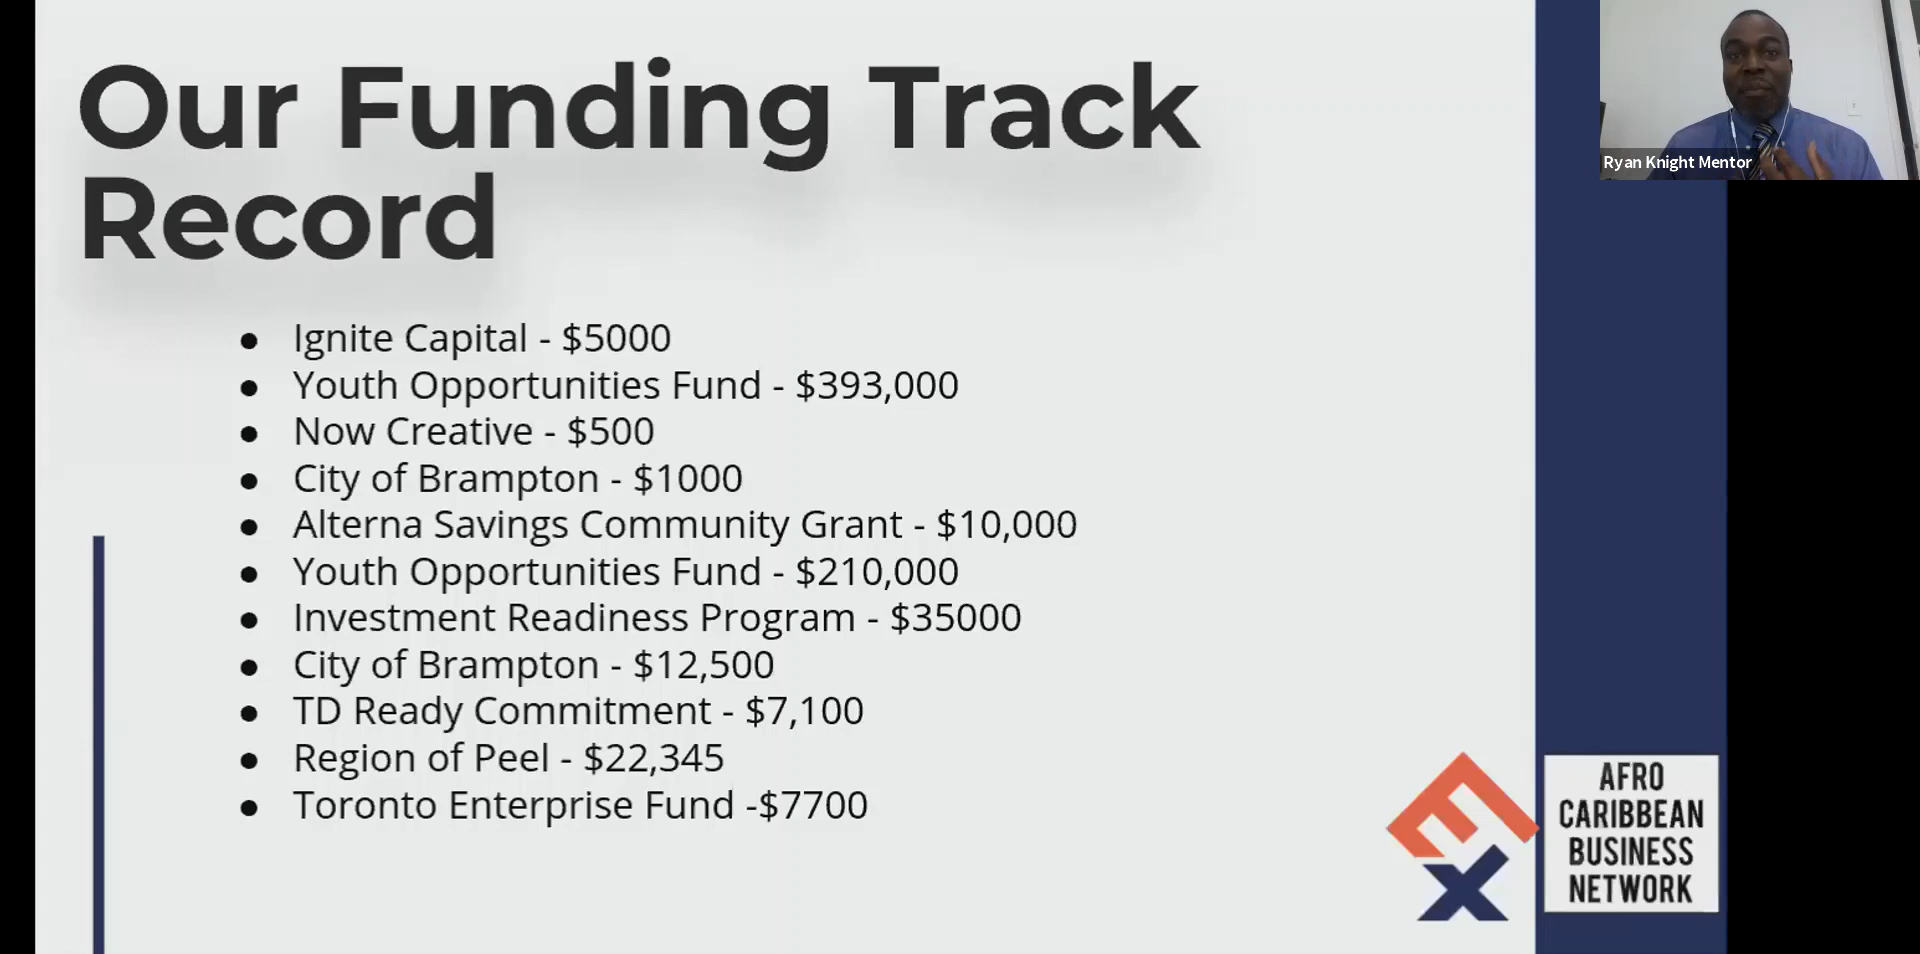 Our Funding Track
Record
Ryan Knight Mentor
● Ignite Capital - $5000
● Youth Opportunities Fund - $393,000
● Now Creative - $500
● City of Brampton - $1000
● Alterna Savings Community Grant - $10,000
● Youth Opportunities Fund - $210,000
● Investment Readiness Program - $35000
● City of Brampton - $12,500
● TD Ready Commitment - $7,100
● Region of Peel - $22,345
● Toronto Enterprise Fund -$7700
EX
AFRO
CARIBBEAN
BUSINESS
NETWORK